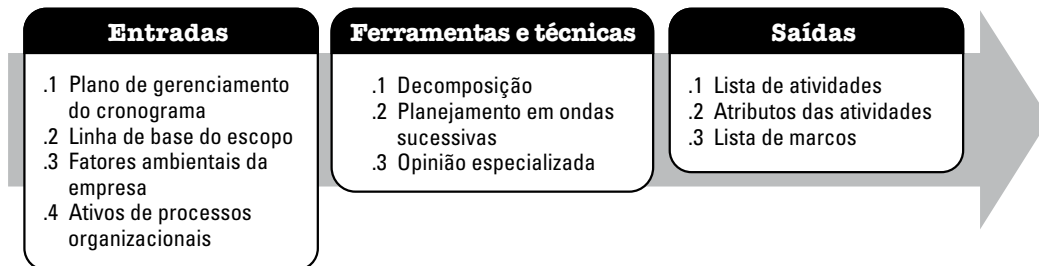 Entradas
.1 Plano de gerenciamento
do cronograma
.2 Linha de base do escopo
.3 Fatores ambientais da
empresa
.4 Ativos de processos
organizacionais
Ferramentas e técnicas
.1 Decomposição
.2 Planejamento em ondas
sucessivas
.3 Opinião especializada
Saídas
.1 Lista de atividades
.2 Atributos das atividades
.3 Lista de marcos